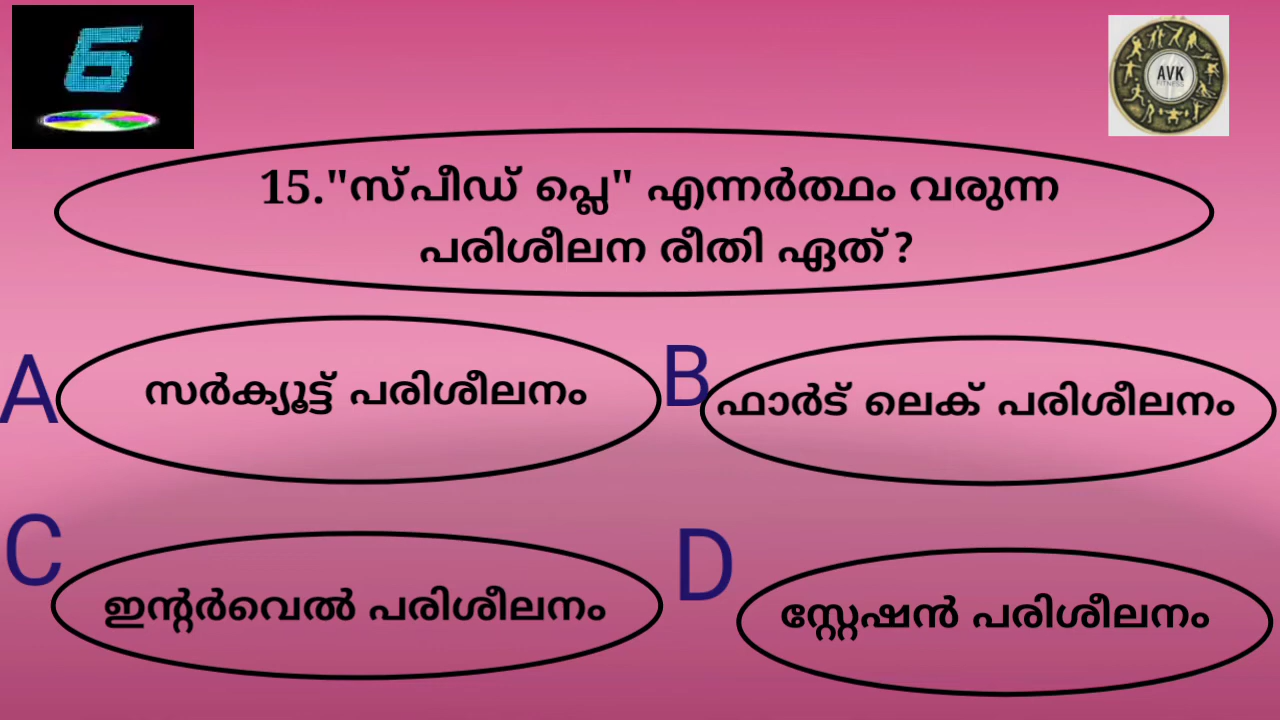 6
AVK
FITNESS
15."സ്പീഡ് പ്ലെ" എന്നർത്ഥം വരുന്ന
പരിശീലന രീതി ഏത് ?
A
സർക്യൂട്ട് പരിശീലനം
B
ഫാർട് ലെക് പരിശീലനം
C
ഇന്റർവെൽ പരിശീലനം
D
സ്റ്റേഷൻ പരിശീലനം